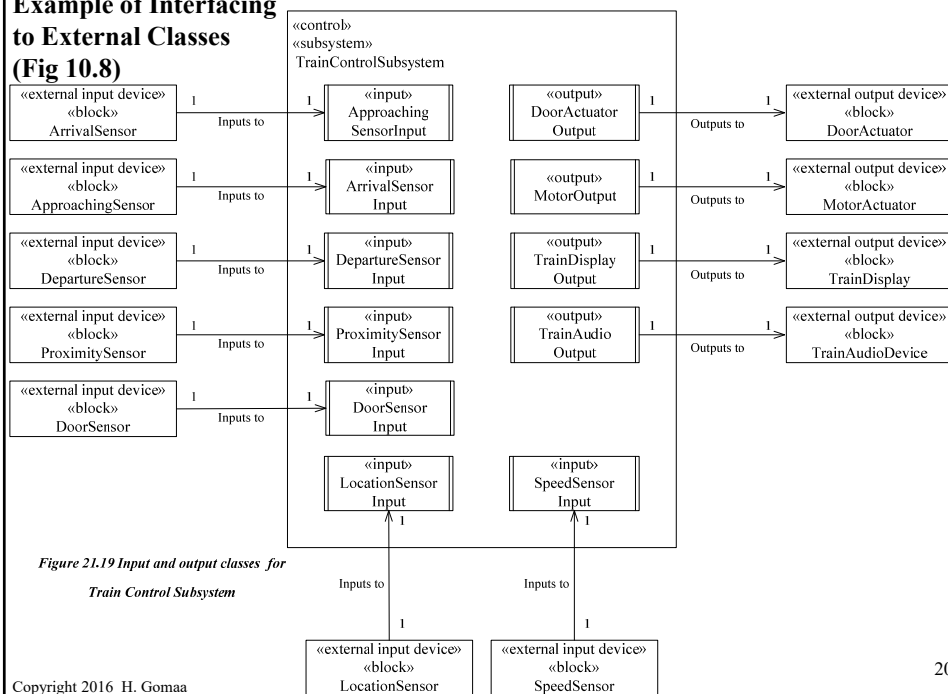 Example of Interfacing
to External Classes
(Fig 10.8)
«control»
«subsystem»
TrainControlSubsystem
«external input device»
«block»
ArrivalSensor
1
Inputs to
1
«input»
Approaching
SensorInput
«output»
DoorActuator
Output
1
Outputs to
1
«external output device»
«block»
DoorActuator
«external input device»
«block»
ApproachingSensor
1
Inputs to
1
«input»
ArrivalSensor
Input
«output»
MotorOutput
1
Outputs to
1
«external output device»
«block»
MotorActuator
«external input device»
«block»
DepartureSensor
1
Inputs to
1
«input»
DepartureSensor
Input
«output»
TrainDisplay
Output
1
Outputs to
1
«external output device»
«block»
TrainDisplay
«external input device»
«block»
ProximitySensor
1
Inputs to
1
«input»
ProximitySensor
Input
«output»
TrainAudio
Output
1
Outputs to
1
«external output device»
«block»
TrainAudioDevice
«external input device»
«block»
DoorSensor
1
Inputs to
1
«input»
DoorSensor
Input
«input»
LocationSensor
Input
1
Inputs to
1
«external input device»
«block»
LocationSensor
«input»
SpeedSensor
Input
1
Inputs to
1
«external input device»
«block»
SpeedSensor
Figure 21.19 Input and output classes for
Train Control Subsystem
Copyright 2016 H. Gomaa
20